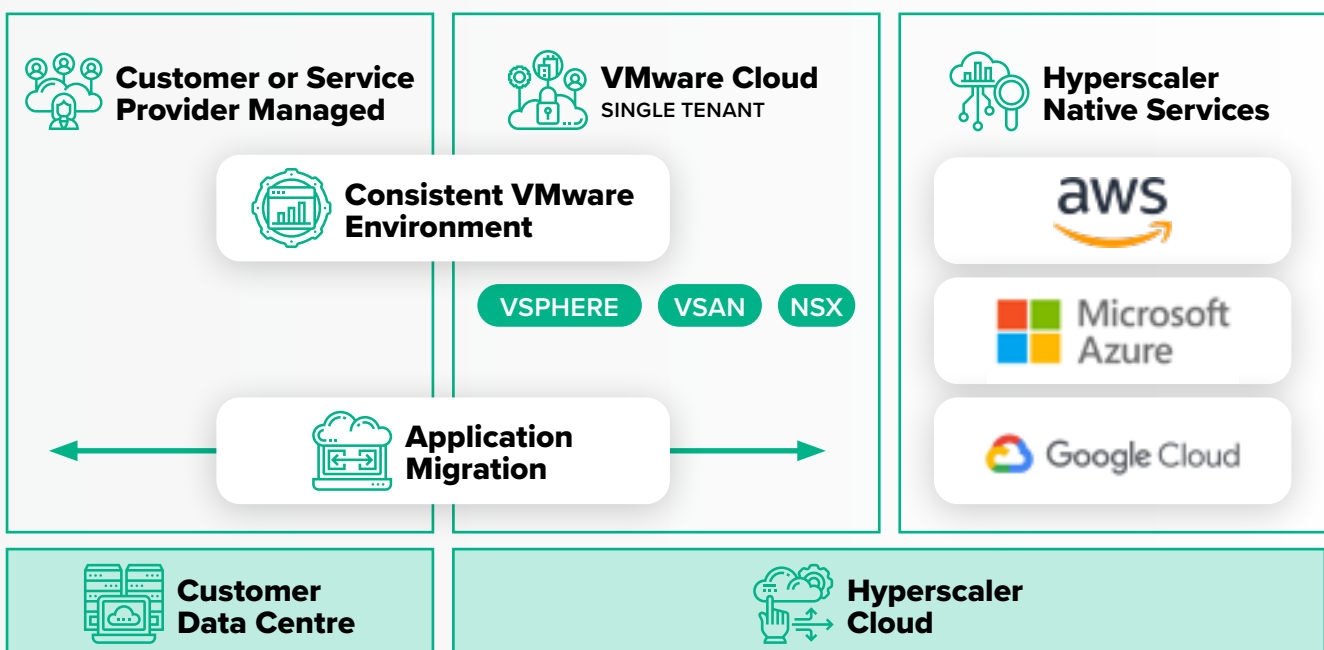 Customer or Service
Provider Managed
VMware Cloud
SINGLE TENANT
Hyperscaler
Native Services
Consistent VMware
Environment
aws
VSPHERE
VSAN
NSX
Microsoft
Azure
Application
Migration
Google Cloud
Customer
Data Centre
Hyperscaler
Cloud